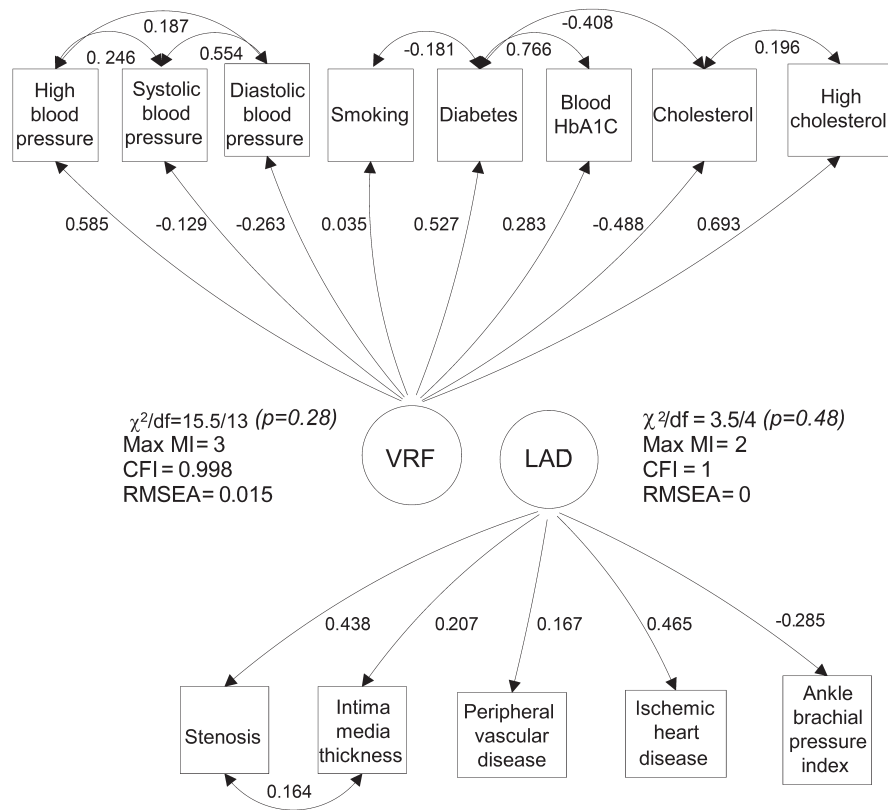 0.187
-0.408
0. 246
0.554
-0.181
0.766
0.196
High
blood
pressure
Systolic
blood
pressure
Diastolic
blood
pressure
Smoking
Diabetes
Blood
HbA1C
Cholesterol
High
cholesterol
0.585
-0.129
-0.263
0.035
0.527
0.283
-0.488
0.693
χ²/df=15.5/13 (p=0.28)
Max MI= 3
CFI = 0.998
RMSEA= 0.015
VRF
LAD
χ²/df = 3.5/4 (p=0.48)
Max MI= 2
CFI = 1
RMSEA= 0
0.438
0.207
0.167
0.465
-0.285
Stenosis
Intima
media
thickness
Peripheral
vascular
disease
Ischemic
heart
disease
Ankle
brachial
pressure
index
0.164